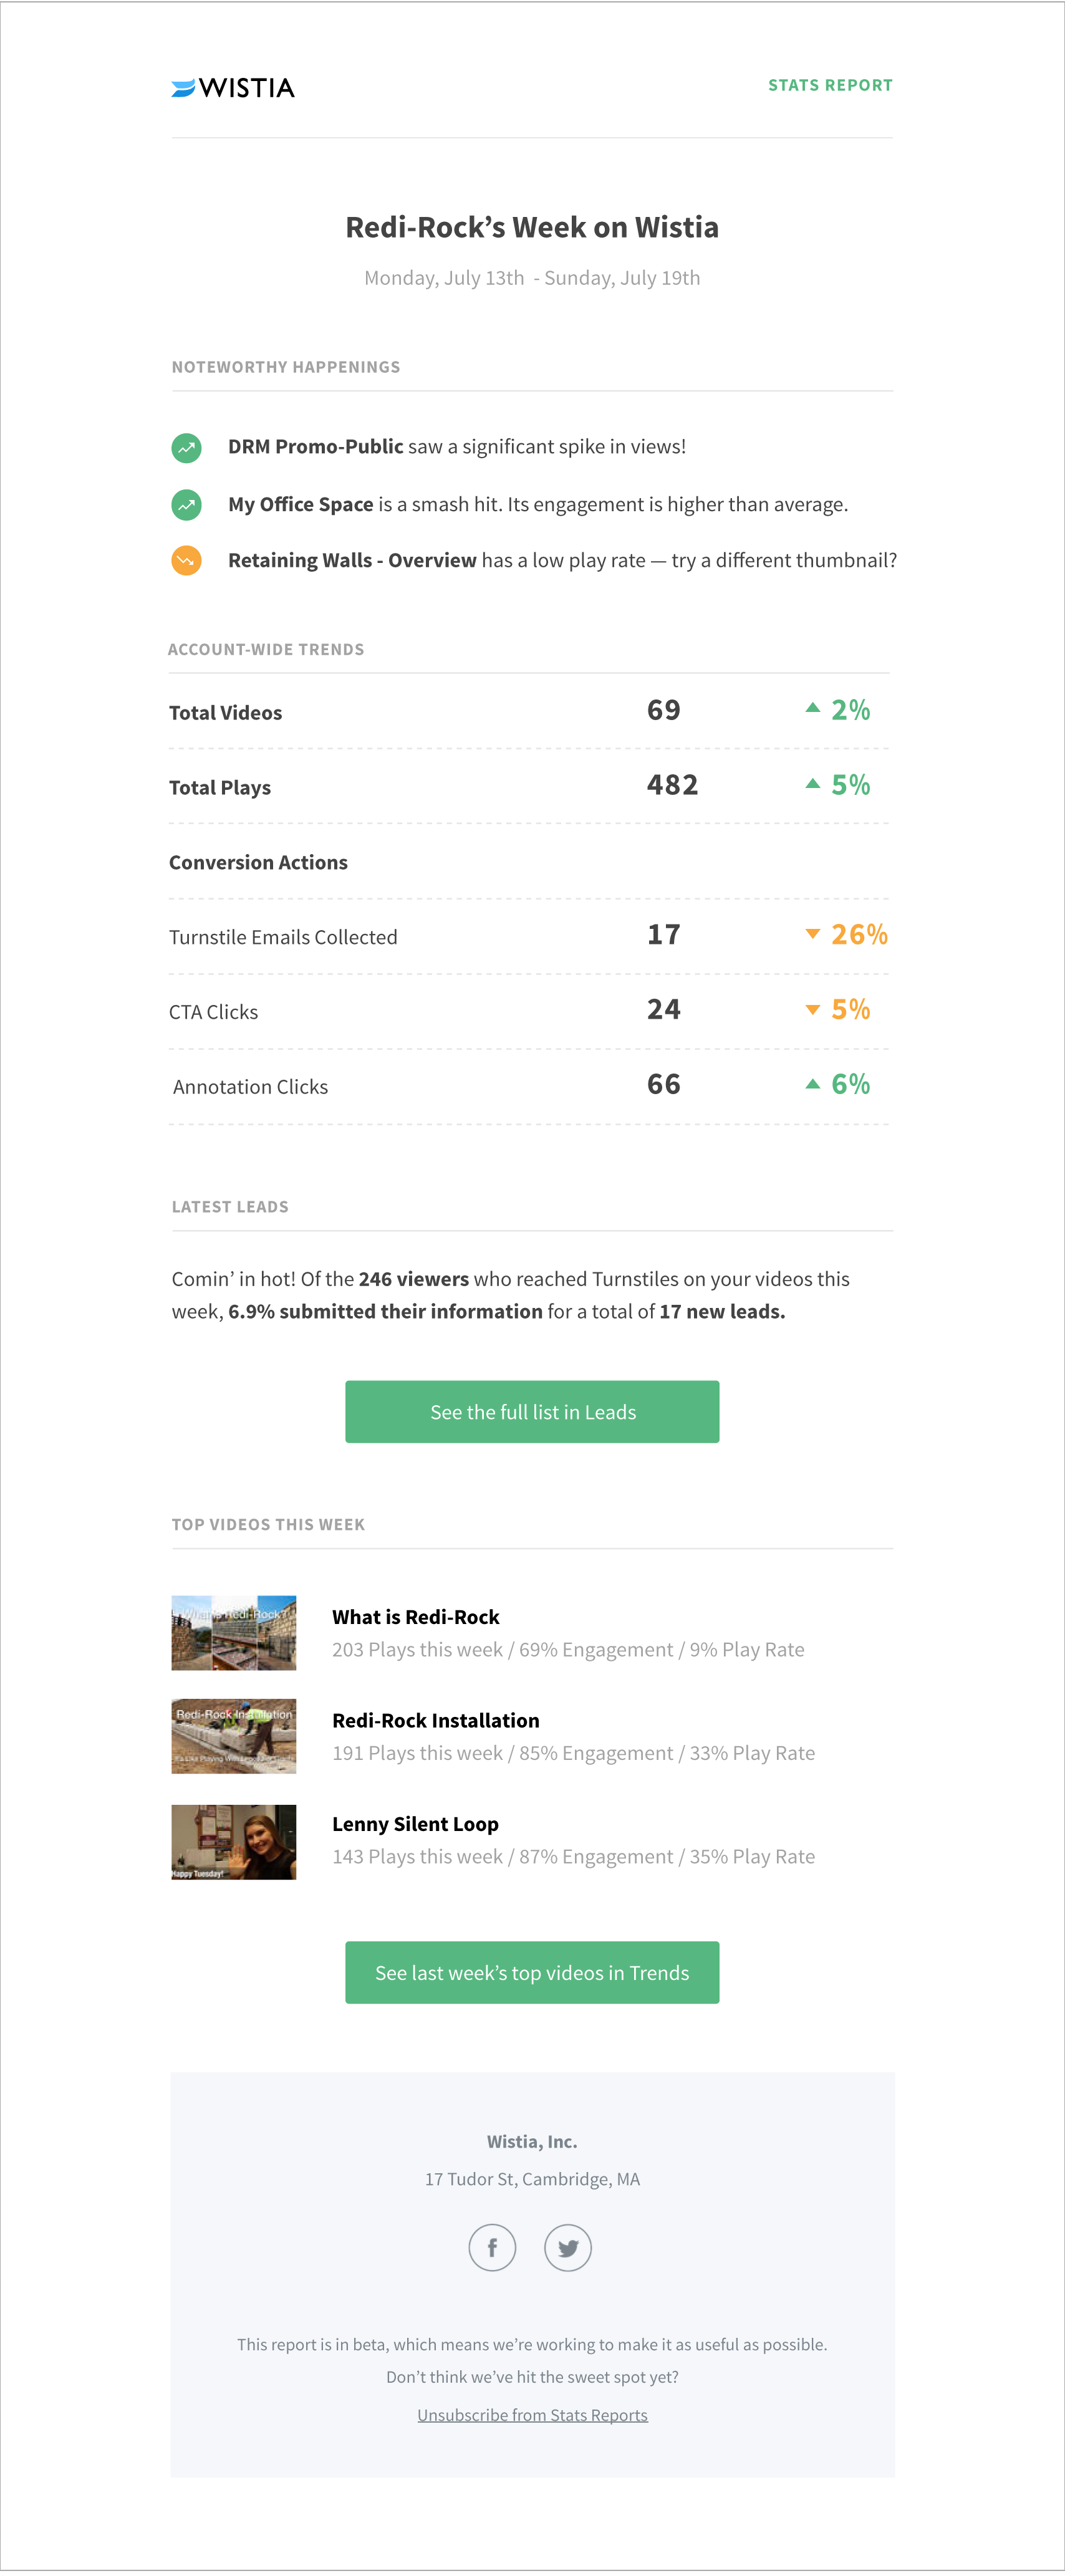 WISTIA
STATS REPORT
Redi-Rock’s Week on Wistia
Monday, July 13th - Sunday, July 19th
NOTEWORTHY HAPPENINGS
DRM Promo-Public saw a significant spike in views!
My Office Space is a smash hit. Its engagement is higher than average.
Retaining Walls - Overview has a low play rate — try a different thumbnail?
ACCOUNT-WIDE TRENDS
Total Videos 69 2%
Total Plays 482 5%
Conversion Actions
Turnstile Emails Collected 17 26%
CTA Clicks 24 5%
Annotation Clicks 66 6%
LATEST LEADS
Comin’ in hot! Of the 246 viewers who reached Turnstiles on your videos this
week, 6.9% submitted their information for a total of 17 new leads.
See the full list in Leads
TOP VIDEOS THIS WEEK
What is Redi-Rock?
What is Redi-Rock
203 Plays this week / 69% Engagement / 9% Play Rate
Redi-Rock Installation
It's Like Playing With
Redi-Rock Installation
191 Plays this week / 85% Engagement / 33% Play Rate
Happy Tuesday!
Lenny Silent Loop
143 Plays this week / 87% Engagement / 35% Play Rate
See last week’s top videos in Trends
Wistia, Inc.
17 Tudor St, Cambridge, MA
f
This report is in beta, which means we’re working to make it as useful as possible.
Don’t think we’ve hit the sweet spot yet?
Unsubscribe from Stats Reports